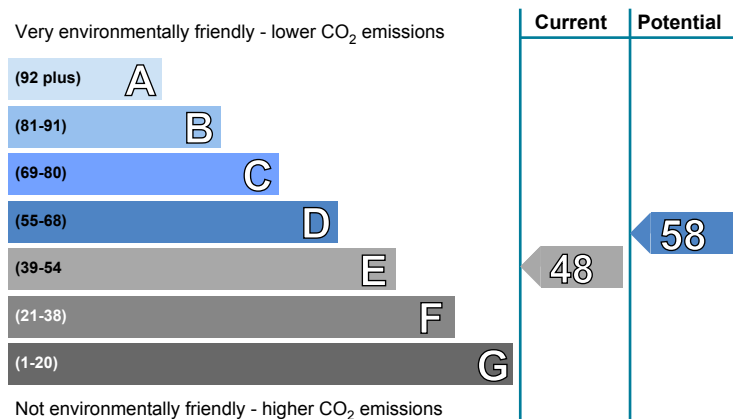 Very environmentally friendly - lower CO₂ emissions
Current
Potential
(92 plus) A
(81-91) B
(69-80) C
(55-68) D
(39-54 E
(21-38) F
(1-20) G
48
58
Not environmentally friendly - higher CO₂ emissions